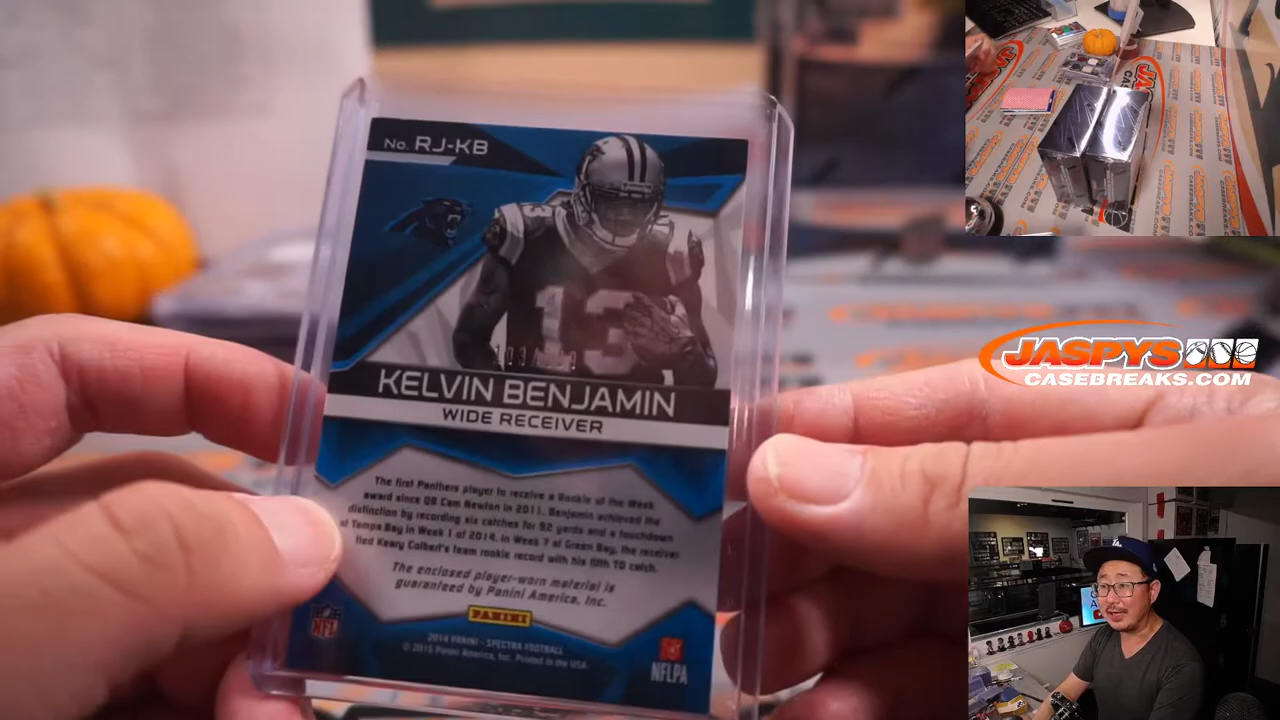 No. RJ-KB
13
KELVIN BENJAMIN
WIDE RECEIVER
The first Panthers player to receive a Rookie of the Week
award since QB Cam Newton in 2011. Benjamin achieved the
distinction by recording six catches for 92 yards and a touchdown
at Tampa Bay in Week 1 of 2014. In Week 7 at Green Bay, the receiver
tied Keary Colbert's team rookie record with his fifth TD catch.
The enclosed player-worn material is
guaranteed by Panini America, Inc.
PANINI
NFL
2014 PANINI - SPECTRA FOOTBALL
© 2015 Panini America, Inc. Printed in the USA.
NFLPA
JASPYS
CASEBREAKS.COM
LA